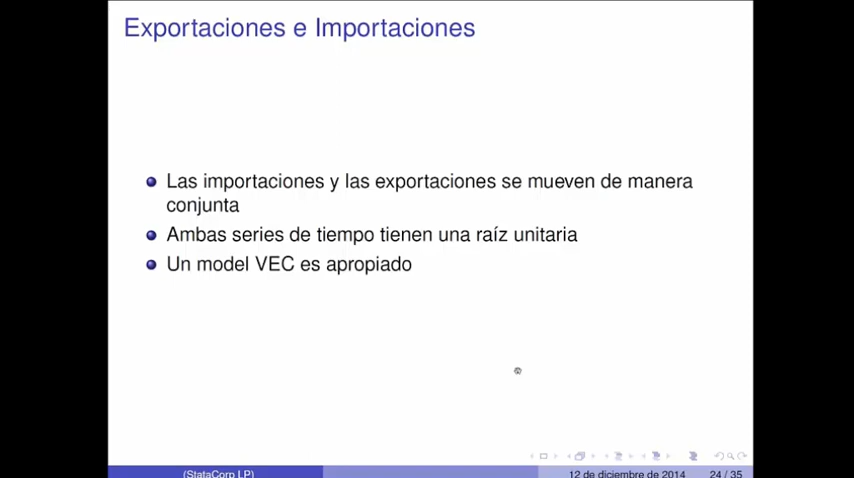 Exportaciones e Importaciones
Las importaciones y las exportaciones se mueven de manera
conjunta
Ambas series de tiempo tienen una raíz unitaria
Un model VEC es apropiado
(StataCorp LP)
12 de diciembre de 2014
24 / 35